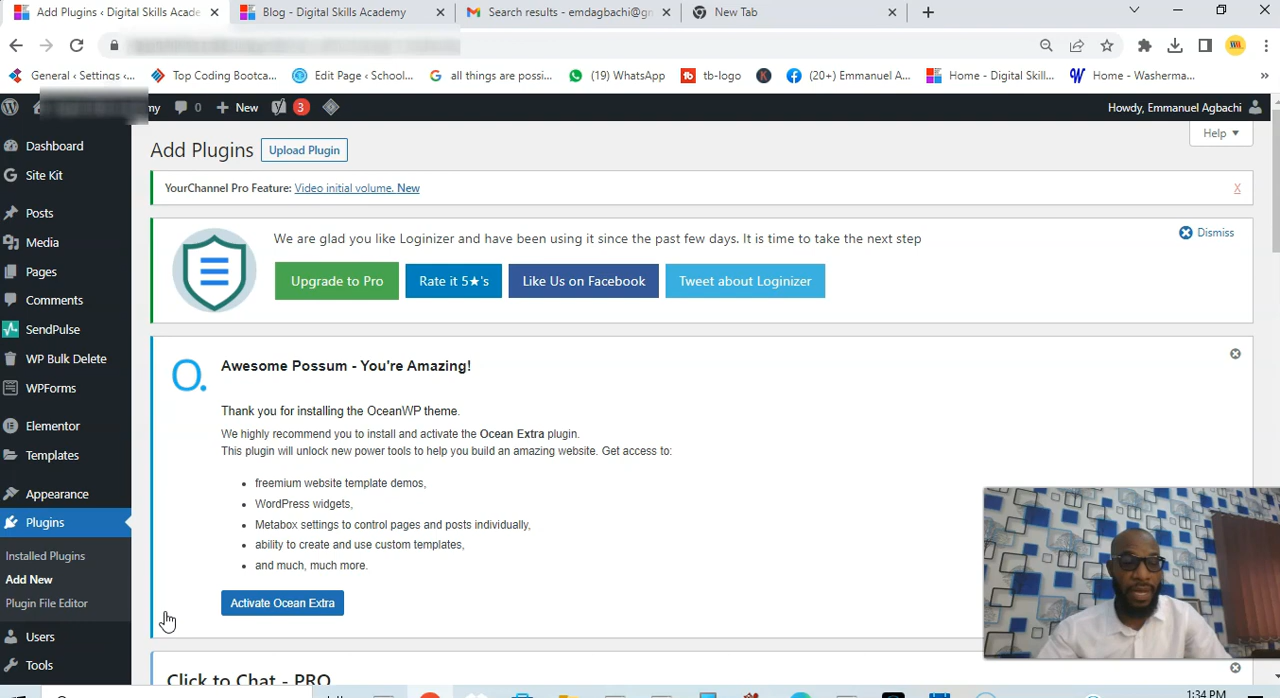 Add Plugins ‹ Digital Skills Acade
Blog - Digital Skills Academy
Search results - emdagbachi@gn
New Tab
General ‹ Settings ‹...
Top Coding Bootca...
Edit Page ‹ School...
all things are possi...
(19) WhatsApp
tb-logo
(20+) Emmanuel A...
Home - Digital Skill...
Home - Washerma...
my
0
New
3
Howdy, Emmanuel Agbachi
Help
Dashboard
Site Kit
Posts
Media
Pages
Comments
SendPulse
WP Bulk Delete
WPForms
Elementor
Templates
Appearance
Plugins
Installed Plugins
Add New
Plugin File Editor
Users
Tools
Add Plugins
Upload Plugin
YourChannel Pro Feature: Video initial volume. New
X
We are glad you like Loginizer and have been using it since the past few days. It is time to take the next step
Dismiss
Upgrade to Pro
Rate it 5★'s
Like Us on Facebook
Tweet about Loginizer
O.
Awesome Possum - You're Amazing!
Thank you for installing the OceanWP theme.
We highly recommend you to install and activate the Ocean Extra plugin.
This plugin will unlock new power tools to help you build an amazing website. Get access to:
• freemium website template demos,
• WordPress widgets,
• Metabox settings to control pages and posts individually,
• ability to create and use custom templates,
• and much, much more.
Activate Ocean Extra
Click to Chat - PRO
1:34 PM